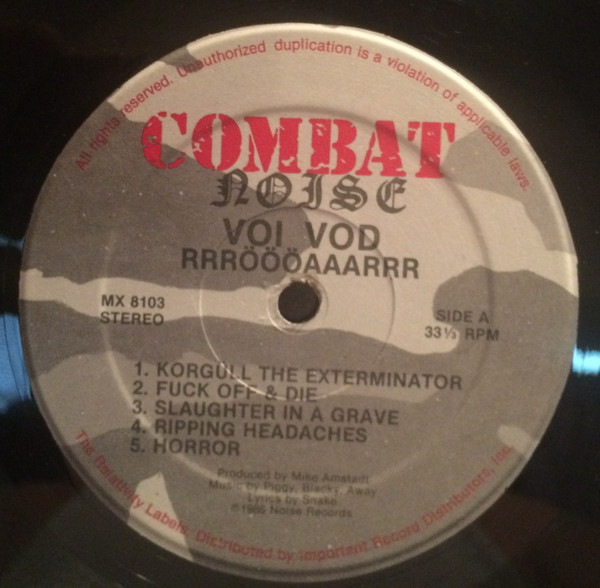 All rights reserved. Unauthorized duplication is a violation of applicable laws.
COMBAT
NOISE
VOI VOD
RRRÖÖÖAAARRR
MX 8103
STEREO
SIDE A
33⅓ RPM
1. KORGÜLL THE EXTERMINATOR
2. FUCK OFF & DIE
3. SLAUGHTER IN A GRAVE
4. RIPPING HEADACHES
5. HORROR
Produced by Mike Amstadt
Music by Piggy, Blacky, Away
Lyrics by Snake
©1986 Noise Records
The Relativity Labels: Distributed by Important Record Distributors, Inc.